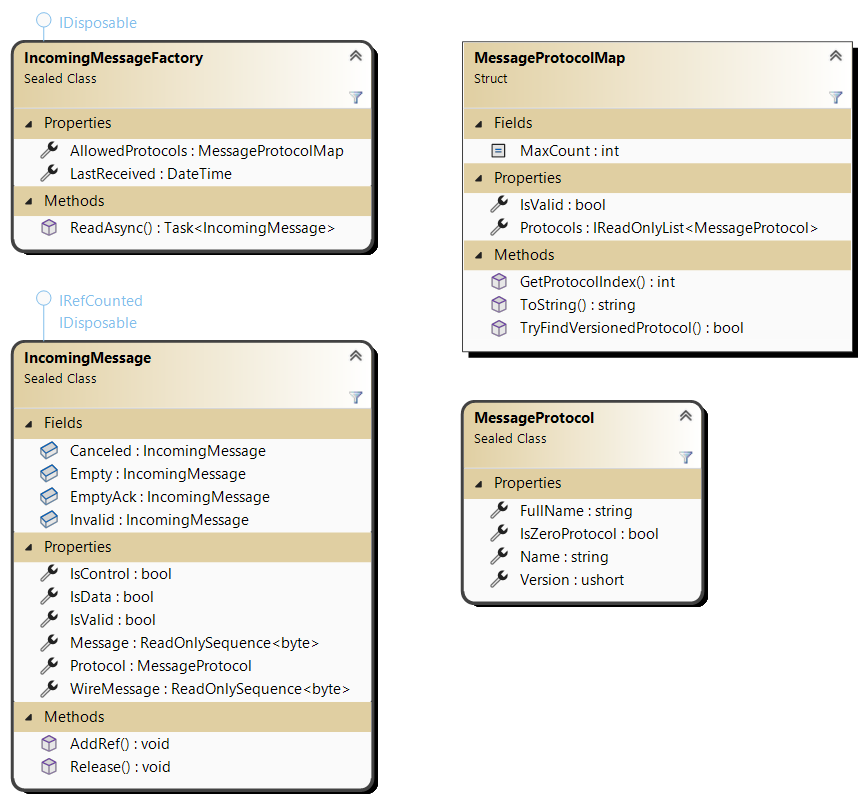 IDisposable
IncomingMessageFactory
Sealed Class
Properties
AllowedProtocols : MessageProtocolMap
LastReceived : DateTime
Methods
ReadAsync() : Task<IncomingMessage>
IRefCounted
IDisposable
IncomingMessage
Sealed Class
Fields
Canceled : IncomingMessage
Empty : IncomingMessage
EmptyAck : IncomingMessage
Invalid : IncomingMessage
Properties
IsControl : bool
IsData : bool
IsValid : bool
Message : ReadOnlySequence<byte>
Protocol : MessageProtocol
WireMessage : ReadOnlySequence<byte>
Methods
AddRef() : void
Release() : void
MessageProtocolMap
Struct
Fields
MaxCount : int
Properties
IsValid : bool
Protocols : IReadOnlyList<MessageProtocol>
Methods
GetProtocolIndex() : int
ToString() : string
TryFindVersionedProtocol() : bool
MessageProtocol
Sealed Class
Properties
FullName : string
IsZeroProtocol : bool
Name : string
Version : ushort